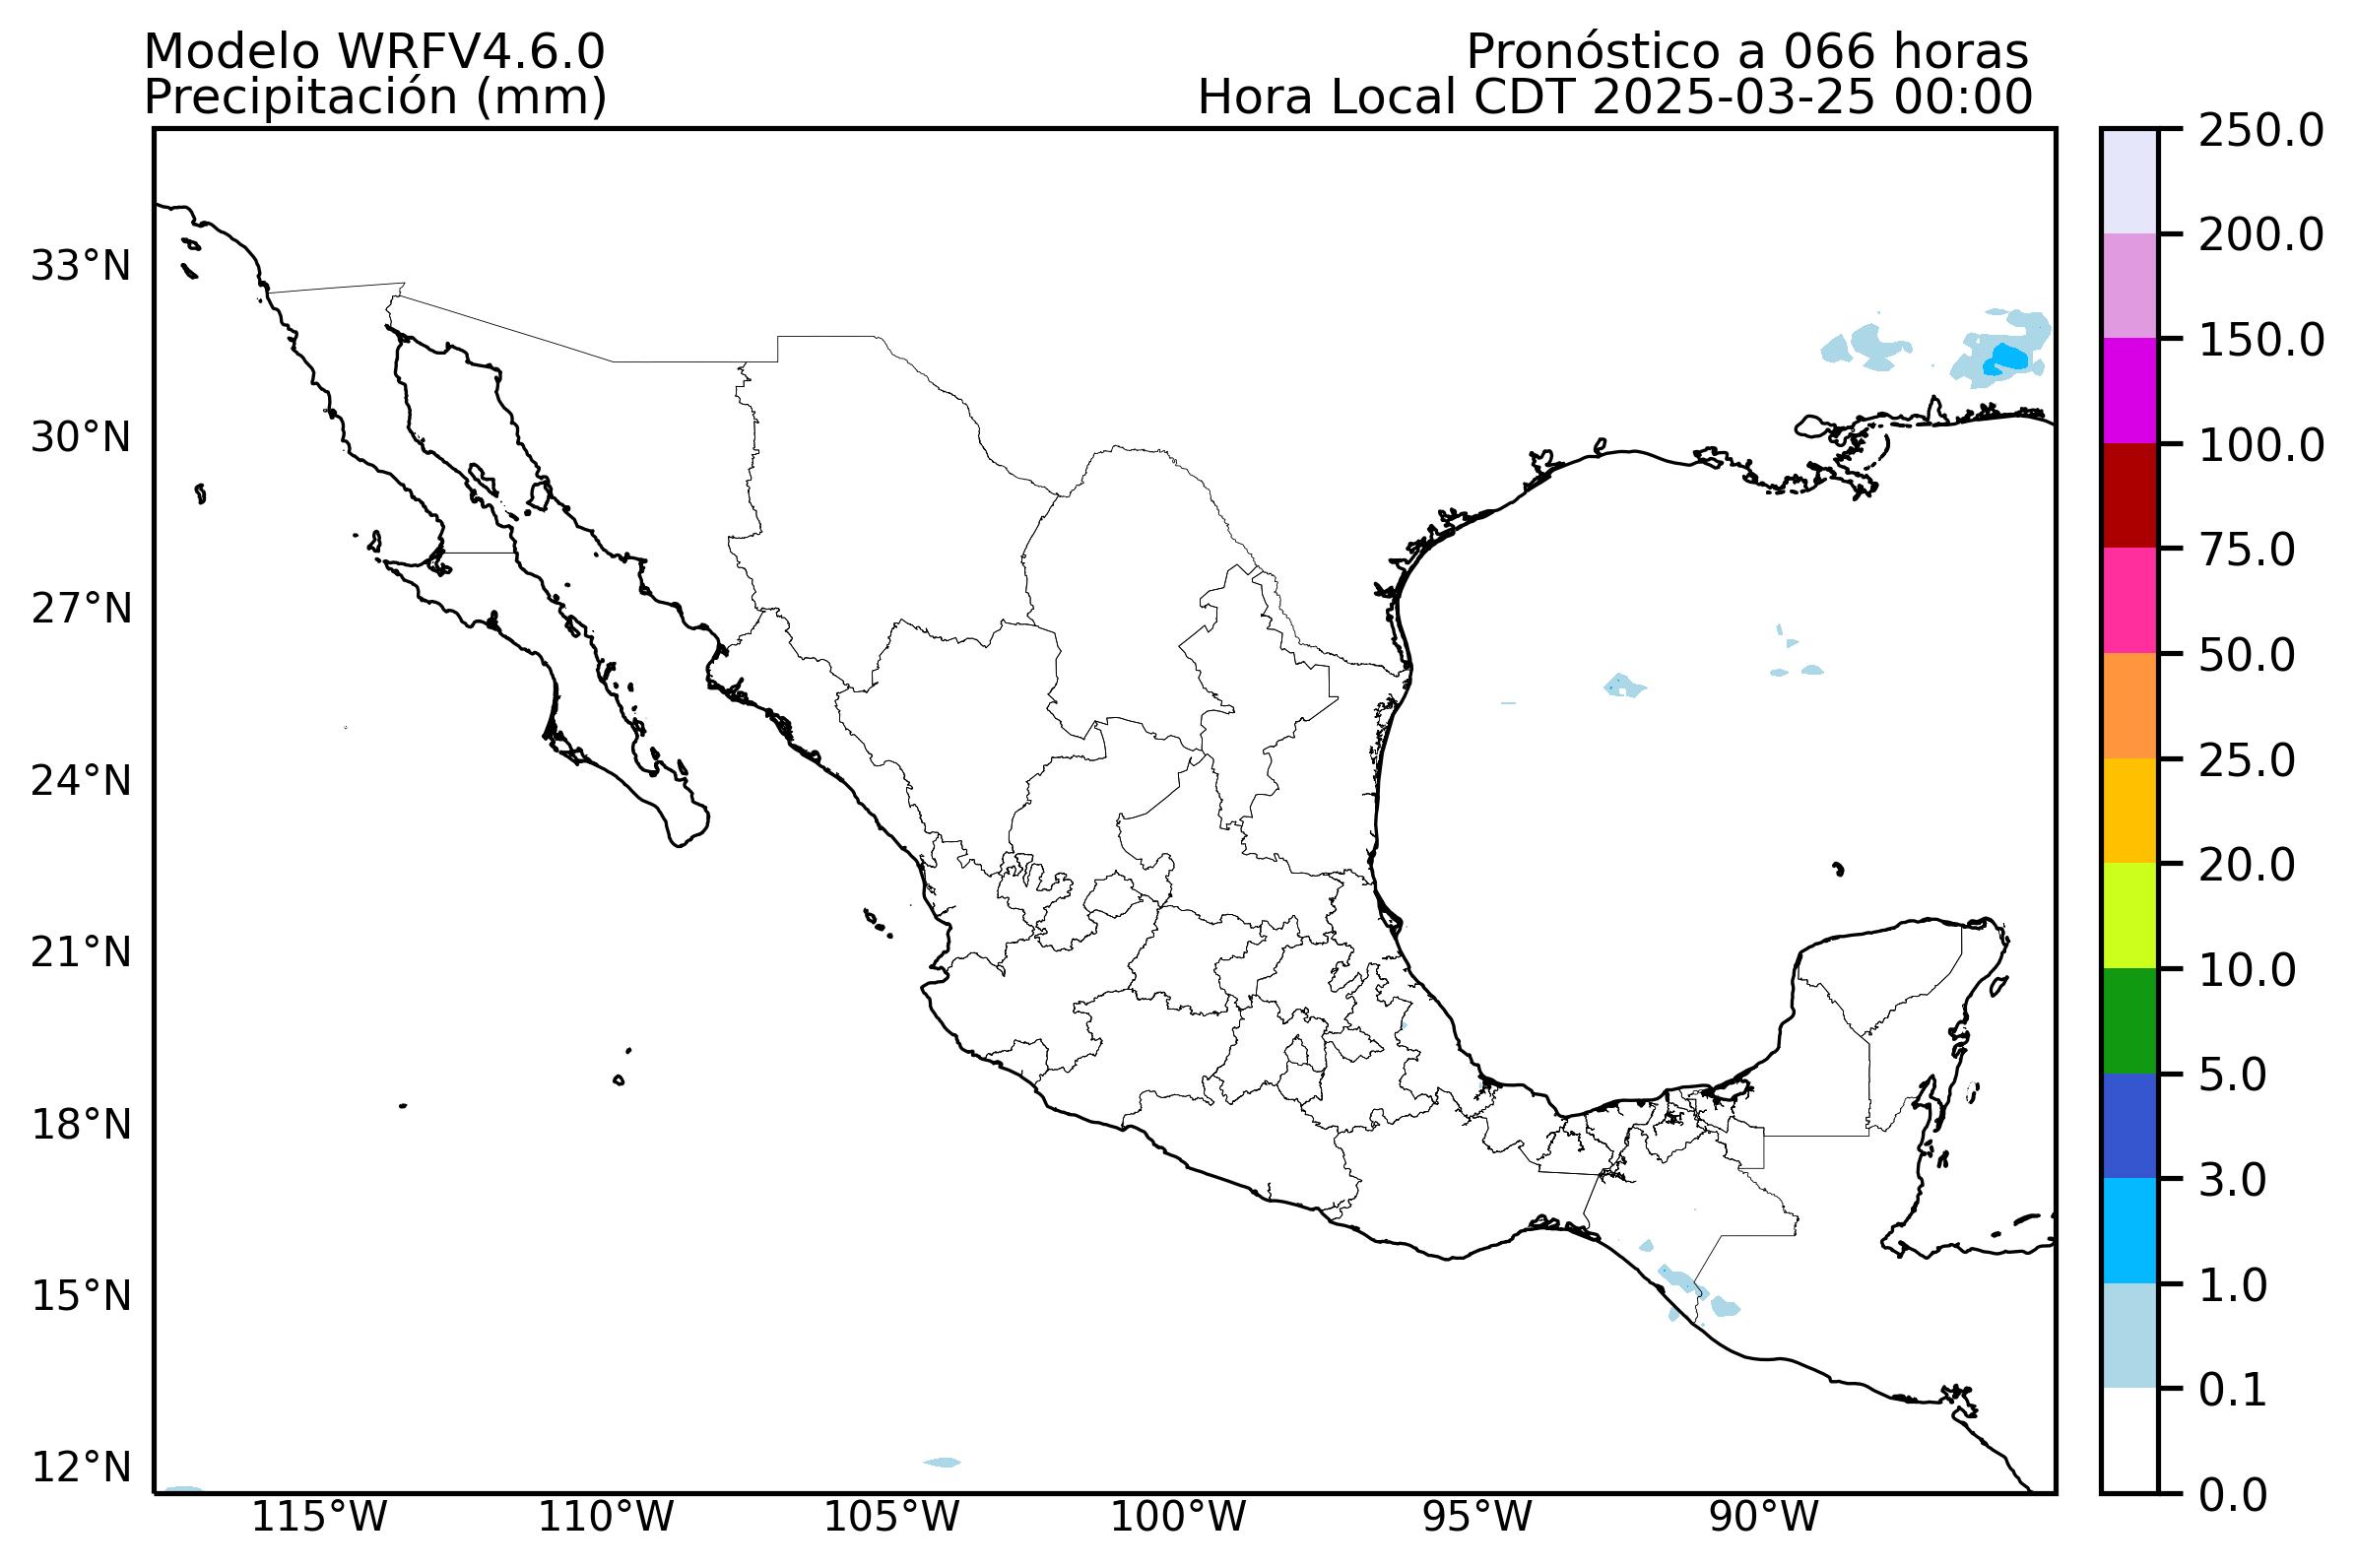 Modelo WRFV4.6.0
Precipitación (mm)
Pronóstico a 066 horas
Hora Local CDT 2025-03-25 00:00
33°N
30°N
27°N
24°N
21°N
18°N
15°N
12°N
115°W
110°W
105°W
100°W
95°W
90°W
250.0
200.0
150.0
100.0
75.0
50.0
25.0
20.0
10.0
5.0
3.0
1.0
0.1
0.0